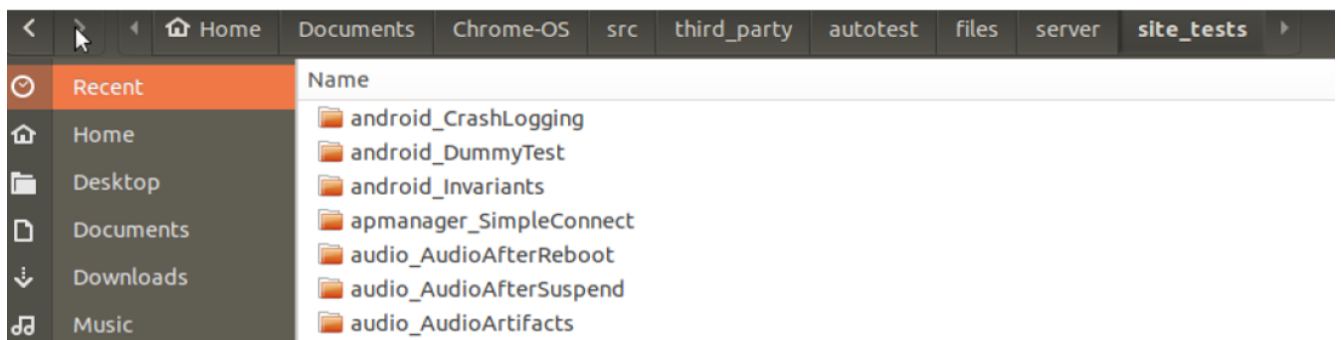 Home Documents Chrome-OS src third_party autotest files server site_tests
Recent
Home
Desktop
Documents
Downloads
Music
Name
android_CrashLogging
android_DummyTest
android_Invariants
apmanager_SimpleConnect
audio_AudioAfterReboot
audio_AudioAfterSuspend
audio_AudioArtifacts